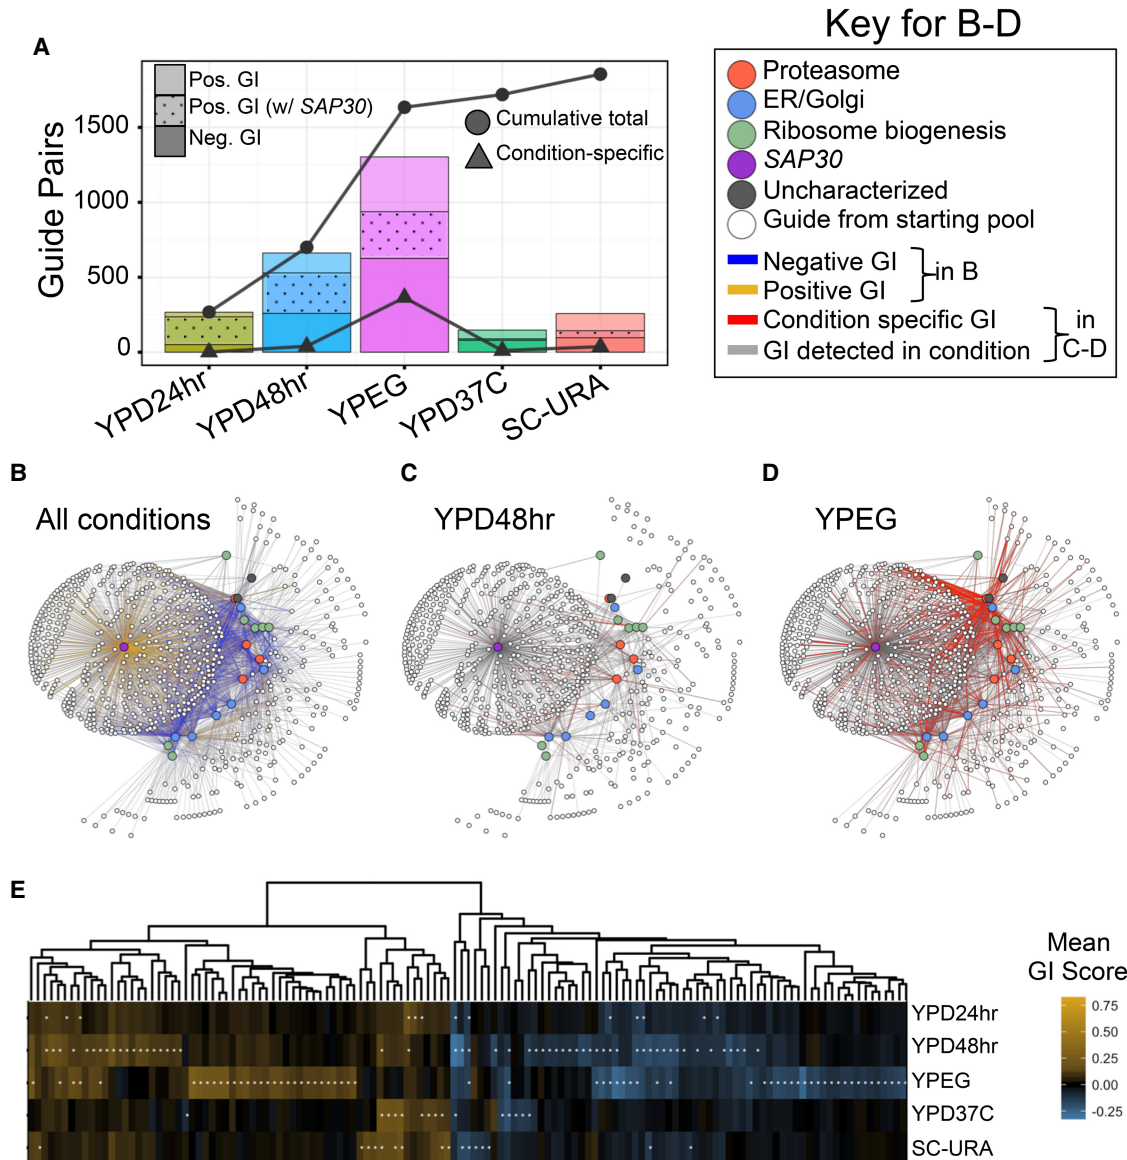 Key for B-D
A
Pos. GI
Pos. GI (w/ SAP30)
Neg. GI
Cumulative total
Condition-specific
Guide Pairs
1500
1000
500
0
YPD24hr
YPD48hr
YPEG
YPD37C
SC-URA
Proteasome
ER/Golgi
Ribosome biogenesis
SAP30
Uncharacterized
Guide from starting pool
Negative GI
Positive GI
in B
Condition specific GI
GI detected in condition
in
C-D
B
All conditions
C
YPD48hr
D
YPEG
E
YPD24hr
YPD48hr
YPEG
YPD37C
SC-URA
Mean
GI Score
0.75
0.50
0.25
0.00
-0.25